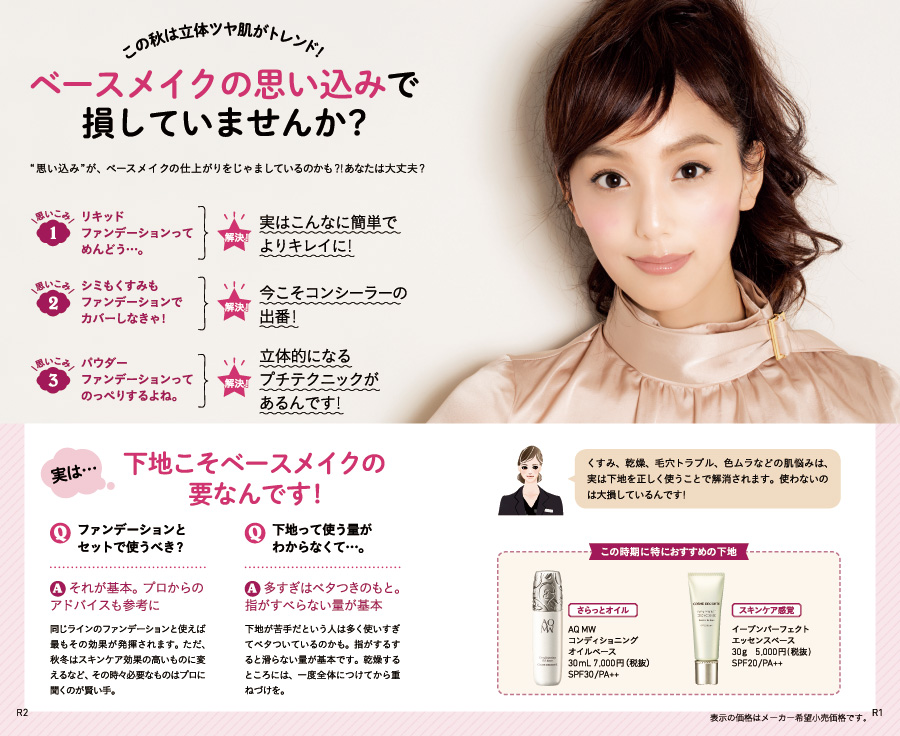 この秋は立体ツヤ肌がトレンド!
ベースメイクの思い込みで
損していませんか?
“思い込み”が、ベースメイクの仕上がりをじゃましているのかも?!あなたは大丈夫?
思いこみ
1
リキッド
ファンデーションって
めんどう…。
解決!
実はこんなに簡単で
よりキレイに!
思いこみ
2
シミもくすみも
ファンデーションで
カバーしなきゃ!
解決!
今こそコンシーラーの
出番!
思いこみ
3
パウダー
ファンデーションって
のっぺりするよね。
解決!
立体的になる
プチテクニックが
あるんです!
実は…
下地こそベースメイクの
要なんです!
Q ファンデーションと
セットで使うべき?
A それが基本。プロからの
アドバイスも参考に
同じラインのファンデーションと使えば
最もその効果が発揮されます。ただ、
秋冬はスキンケア効果の高いものに変
えるなど、その時々必要なものはプロに
聞くのが賢い手。
Q 下地って使う量が
わからなくて…。
A 多すぎはベタつきのもと。
指がすべらない量が基本
下地が苦手だという人は多く使いすぎ
てベタついているのかも。指がするす
ると滑らない量が基本です。乾燥する
ところには、一度全体につけてから重
ねづけを。
くすみ、乾燥、毛穴トラブル、色ムラなどの肌悩みは、
実は下地を正しく使うことで解消されます。使わないの
は大損しているんです!
この時期に特におすすめの下地
AQ
MW
さらっとオイル
AQ MW
コンディショニング
オイルベース
30mL 7,000円(税抜)
SPF30/PA++
COSME DECORTE
スキンケア感覚
イーブンパーフェクト
エッセンスベース
30g 5,000円(税抜)
SPF20/PA++
R2
R1
表示の価格はメーカー希望小売価格です。